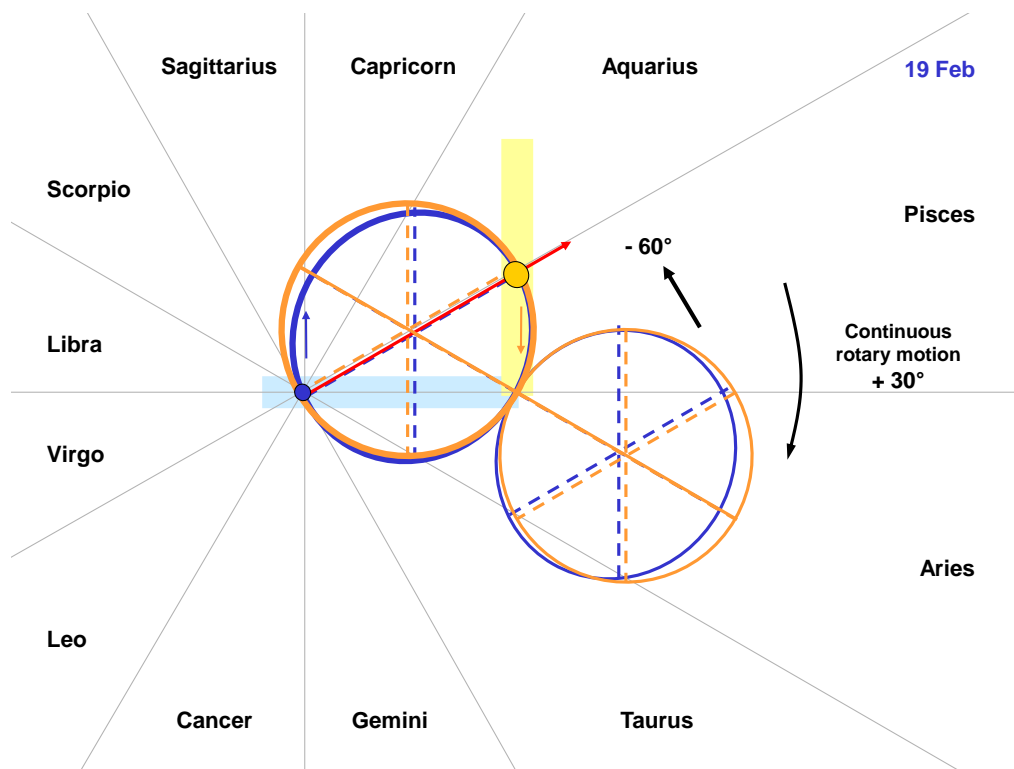 Sagittarius
Capricorn
Aquarius
19 Feb
Scorpio
Pisces
- 60°
Libra
Continuous
rotary motion
+ 30°
Virgo
Aries
Leo
Cancer
Gemini
Taurus